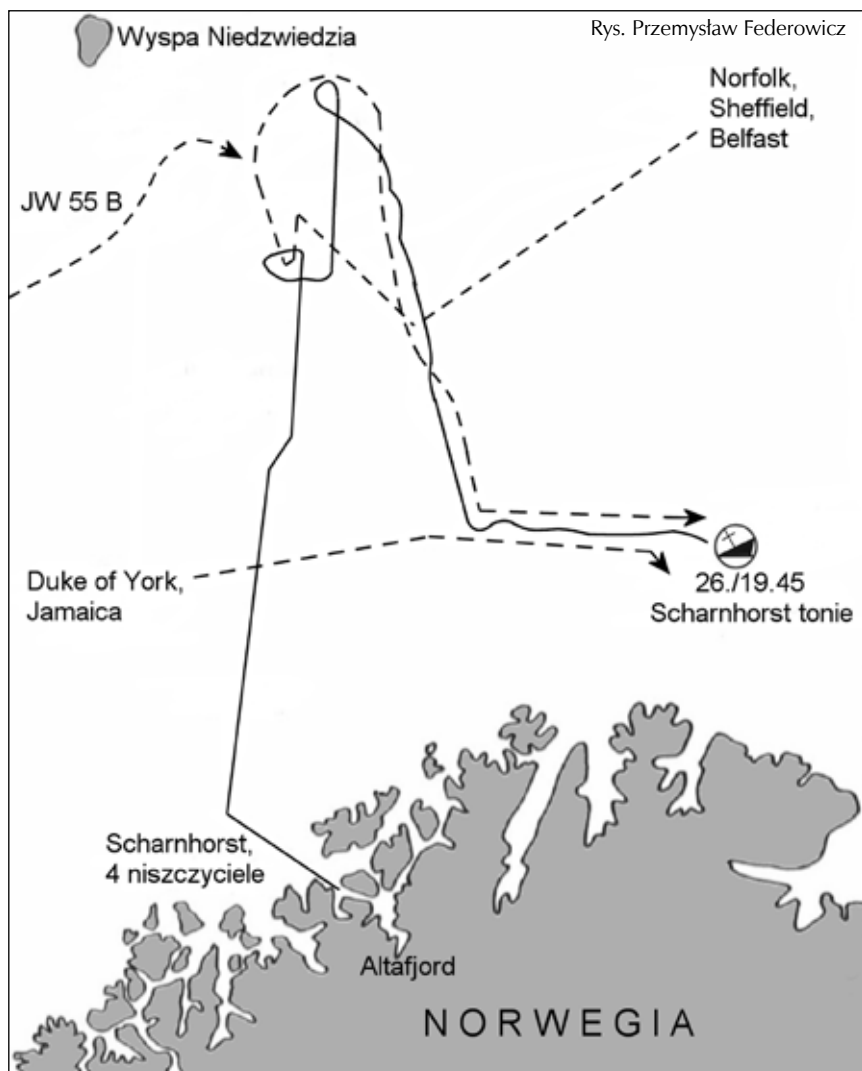 Rys. Przemysław Federowicz
Wyspa Niedzwiedzia
Norfolk,
Sheffield,
Belfast
JW 55 B
Duke of York,
Jamaica
26./19.45
Scharnhorst tonie
Scharnhorst,
4 niszczyciele
Altafjord
NORWEGIA